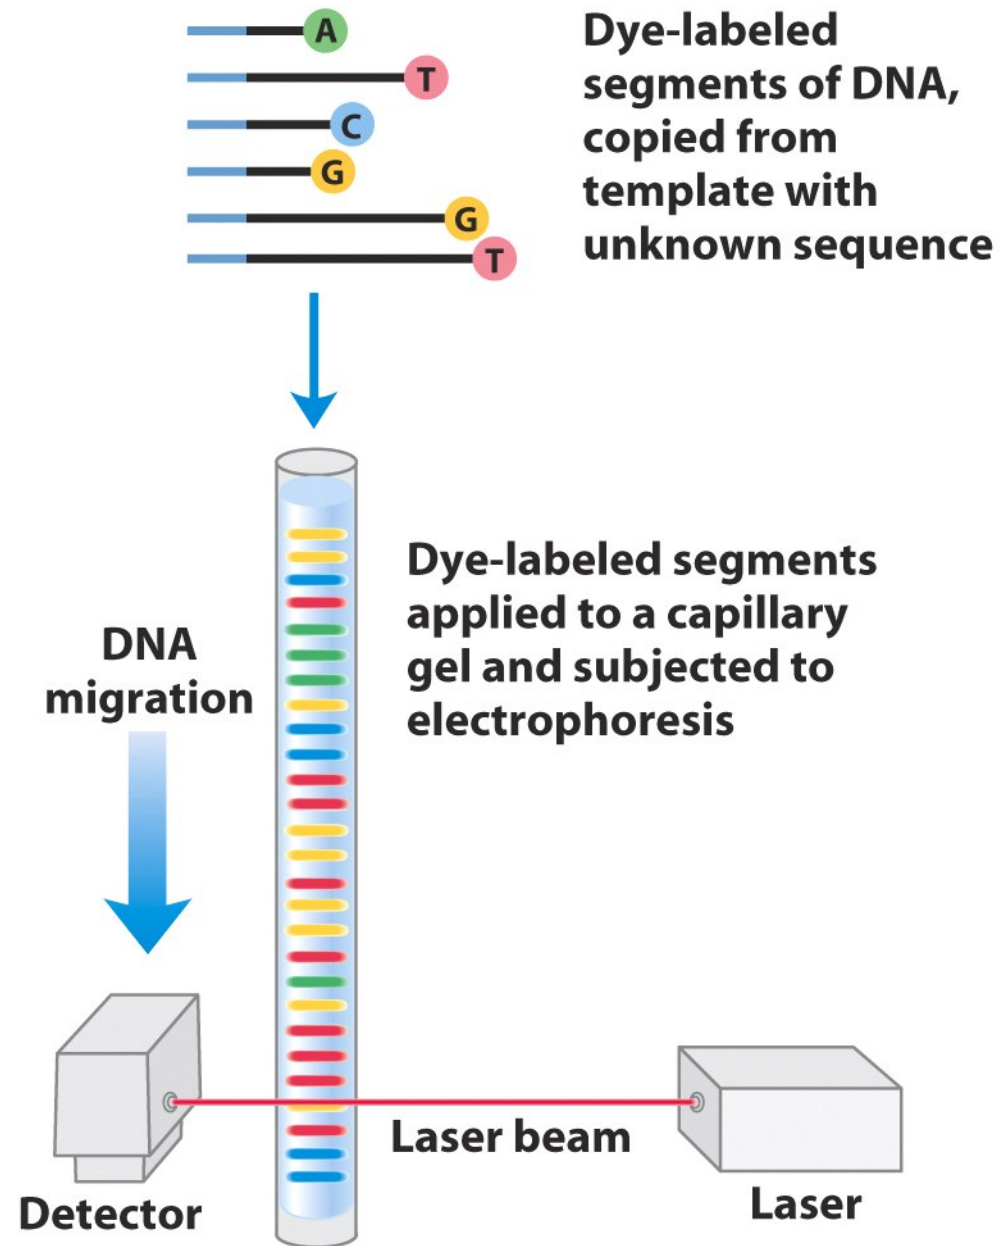 A
T
C
G
G
T
Dye-labeled
segments of DNA,
copied from
template with
unknown sequence
Dye-labeled segments
applied to a capillary
gel and subjected to
electrophoresis
DNA
migration
Laser beam
Detector
Laser